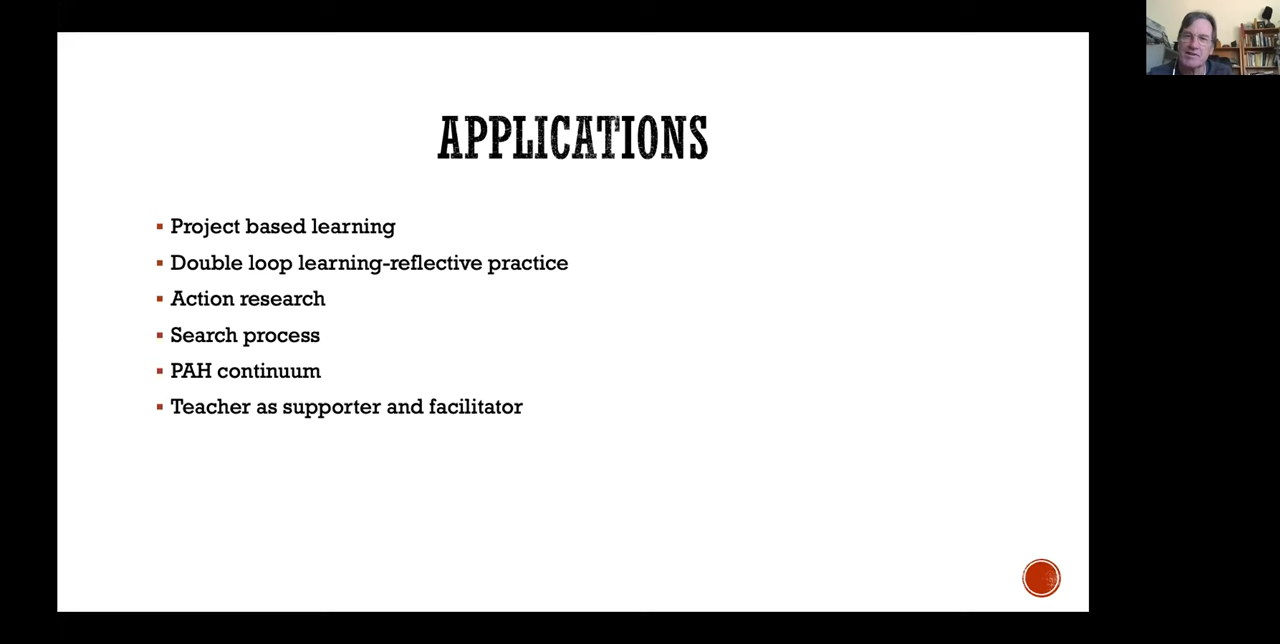 APPLICATIONS
Project based learning
Double loop learning-reflective practice
Action research
Search process
PAH continuum
Teacher as supporter and facilitator